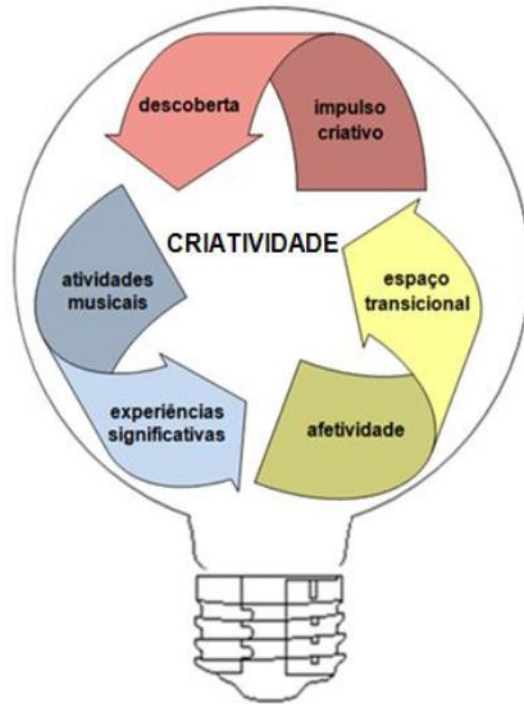 descoberta
impulso
criativo
CRIATIVIDADE
atividades
musicais
espaço
transicional
experiências
significativas
afetividade